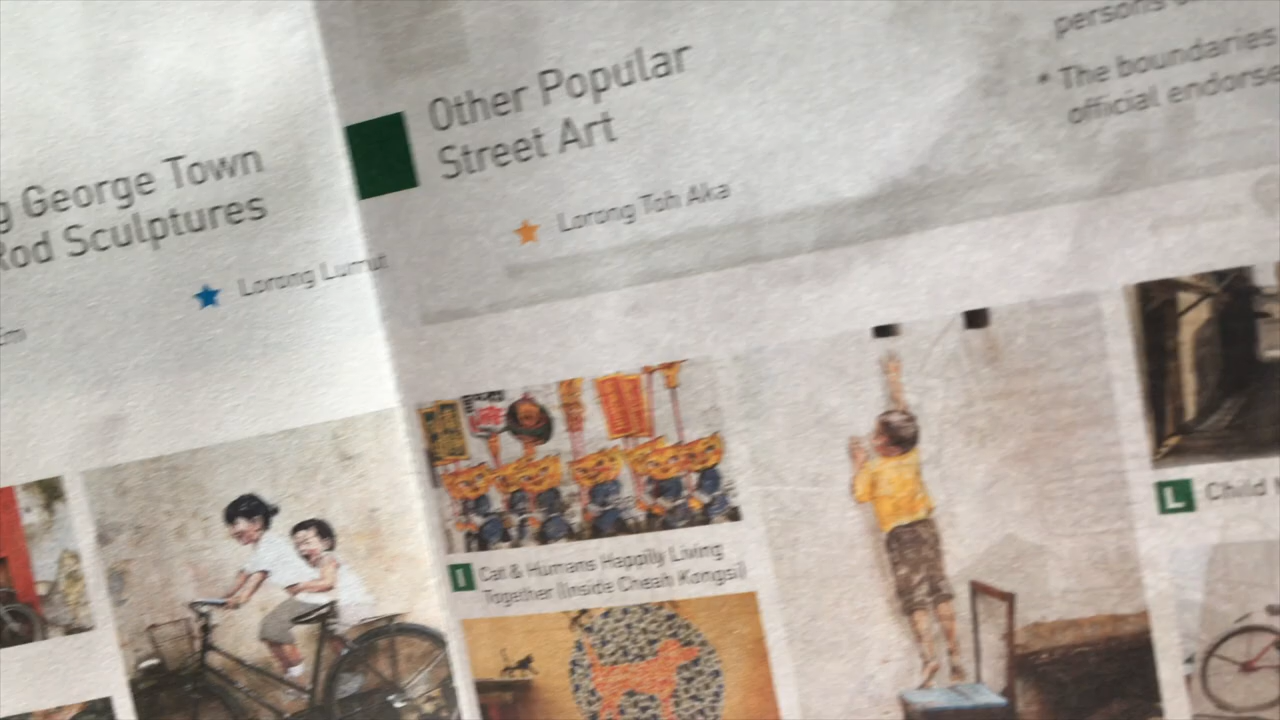 George Town
Rod Sculptures
Lorong Lumut
Other Popular
Street Art
Lorong Toh Aka
persons
• The boundaries
official endorse
I Cat & Humans Happily Living
Together (Inside Cheah Kongsi)
L Child